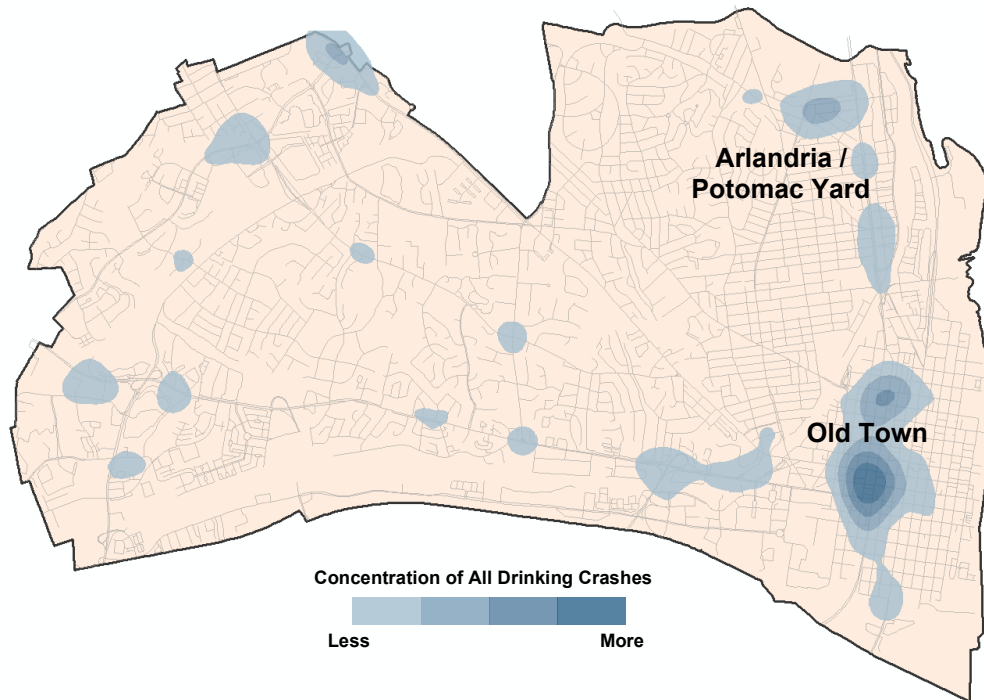 Arlandria /
Potomac Yard
Old Town
Concentration of All Drinking Crashes
Less More